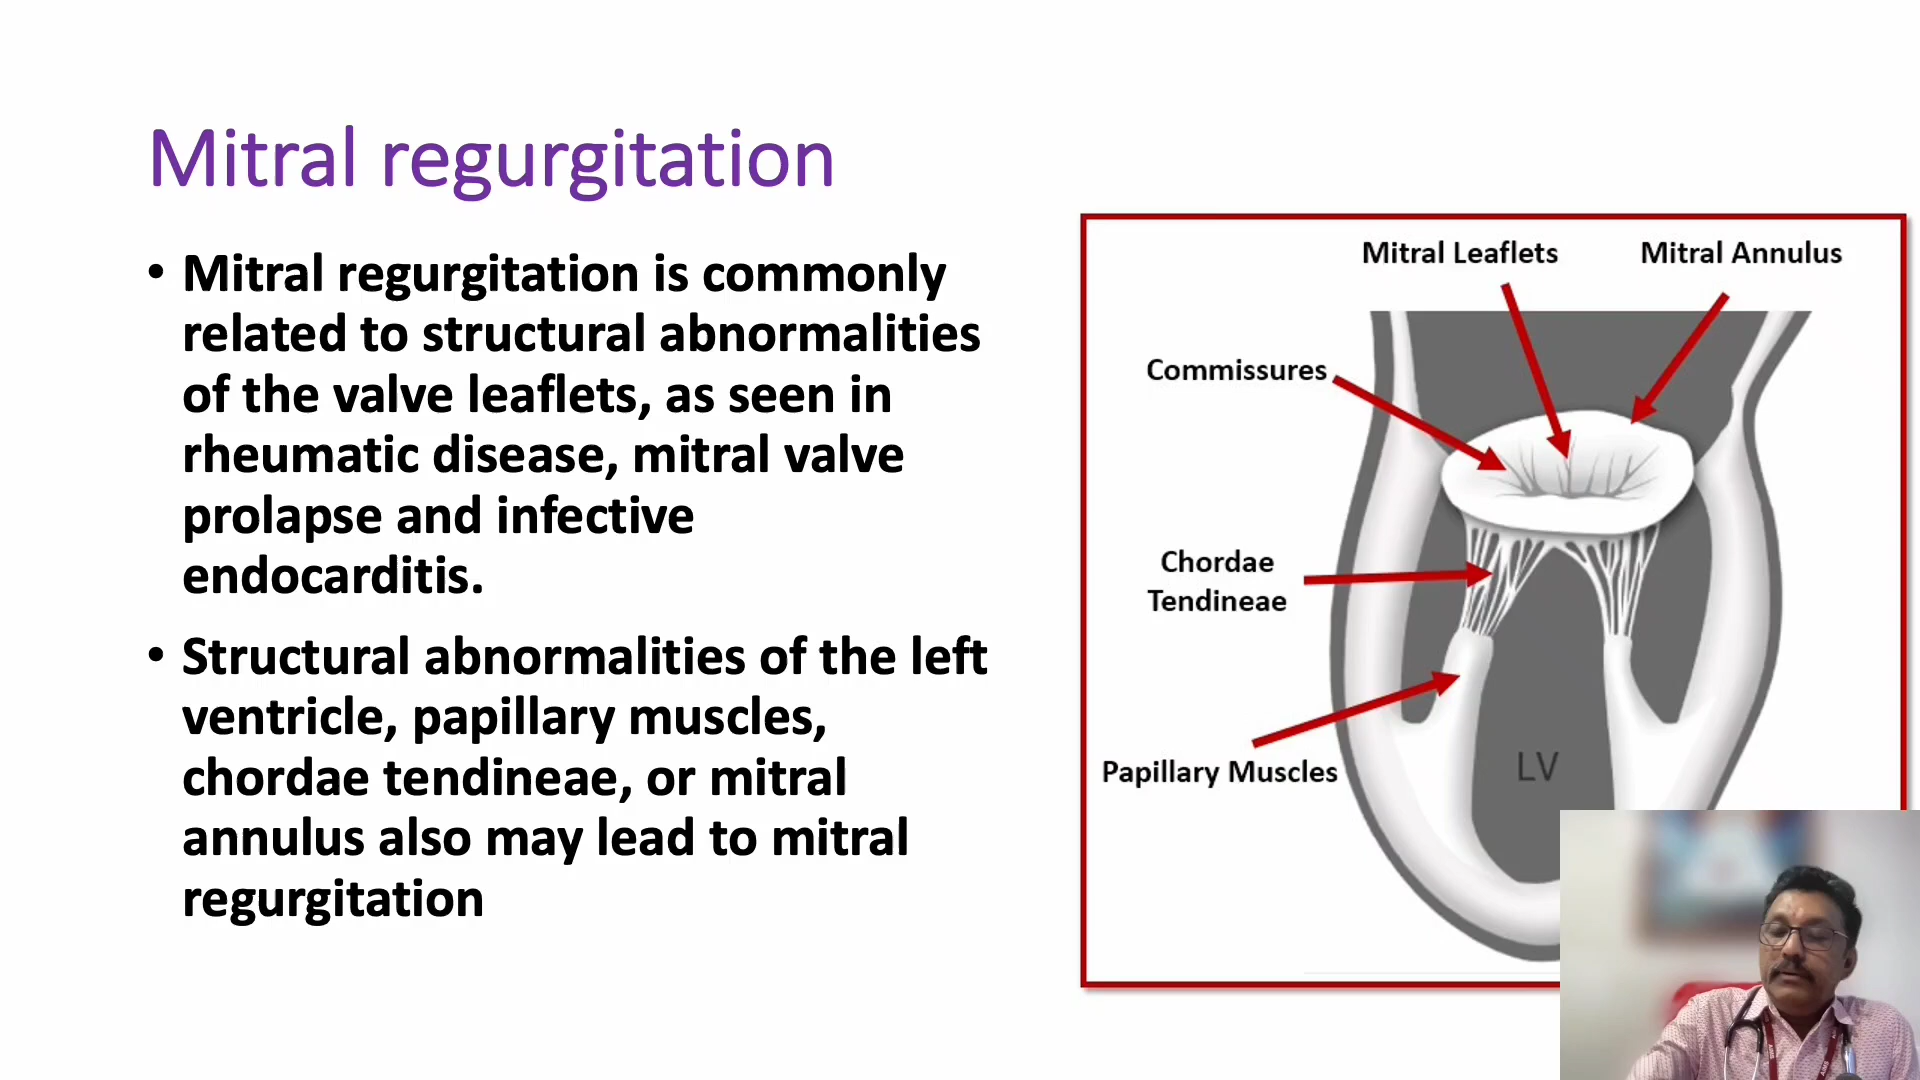 Mitral regurgitation
• Mitral regurgitation is commonly
related to structural abnormalities
of the valve leaflets, as seen in
rheumatic disease, mitral valve
prolapse and infective
endocarditis.
• Structural abnormalities of the left
ventricle, papillary muscles,
chordae tendineae, or mitral
annulus also may lead to mitral
regurgitation
Mitral Leaflets
Mitral Annulus
Commissures
Chordae
Tendineae
Papillary Muscles
LV